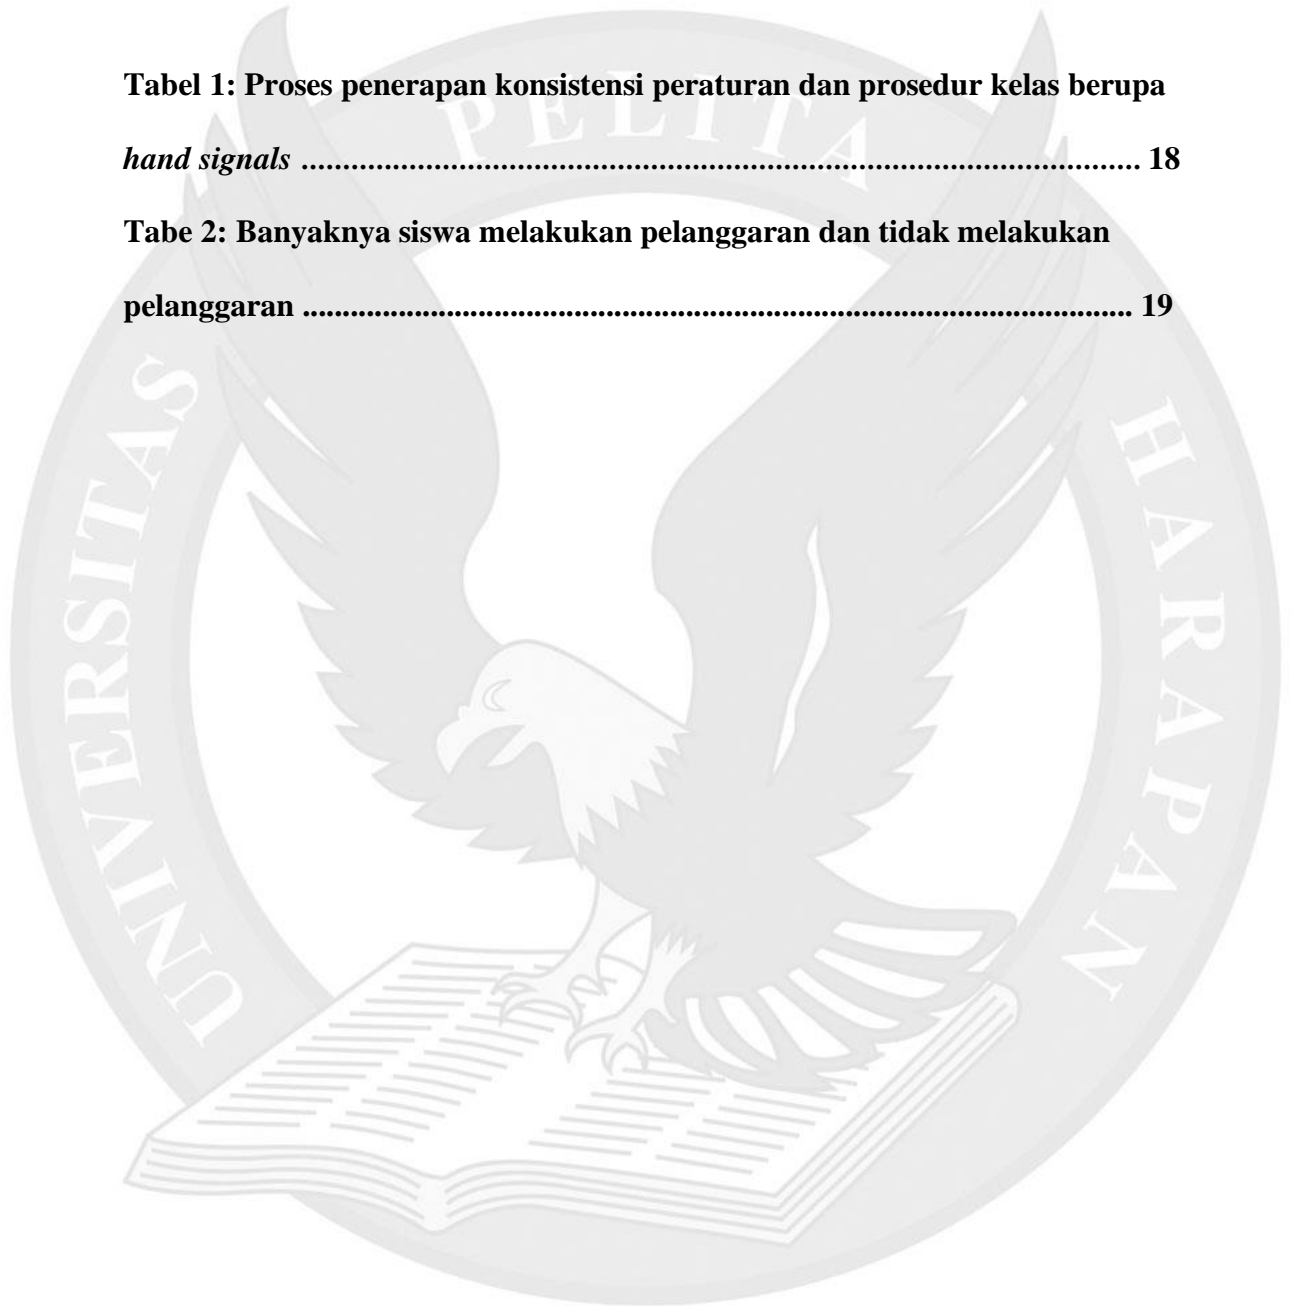 Tabel 1: Proses penerapan konsistensi peraturan dan prosedur kelas berupa
hand signals .................................................................................................... 18
Tabe 2: Banyaknya siswa melakukan pelanggaran dan tidak melakukan
pelanggaran .................................................................................................... 19
UNIVERSITAS PELITA HARAPAN